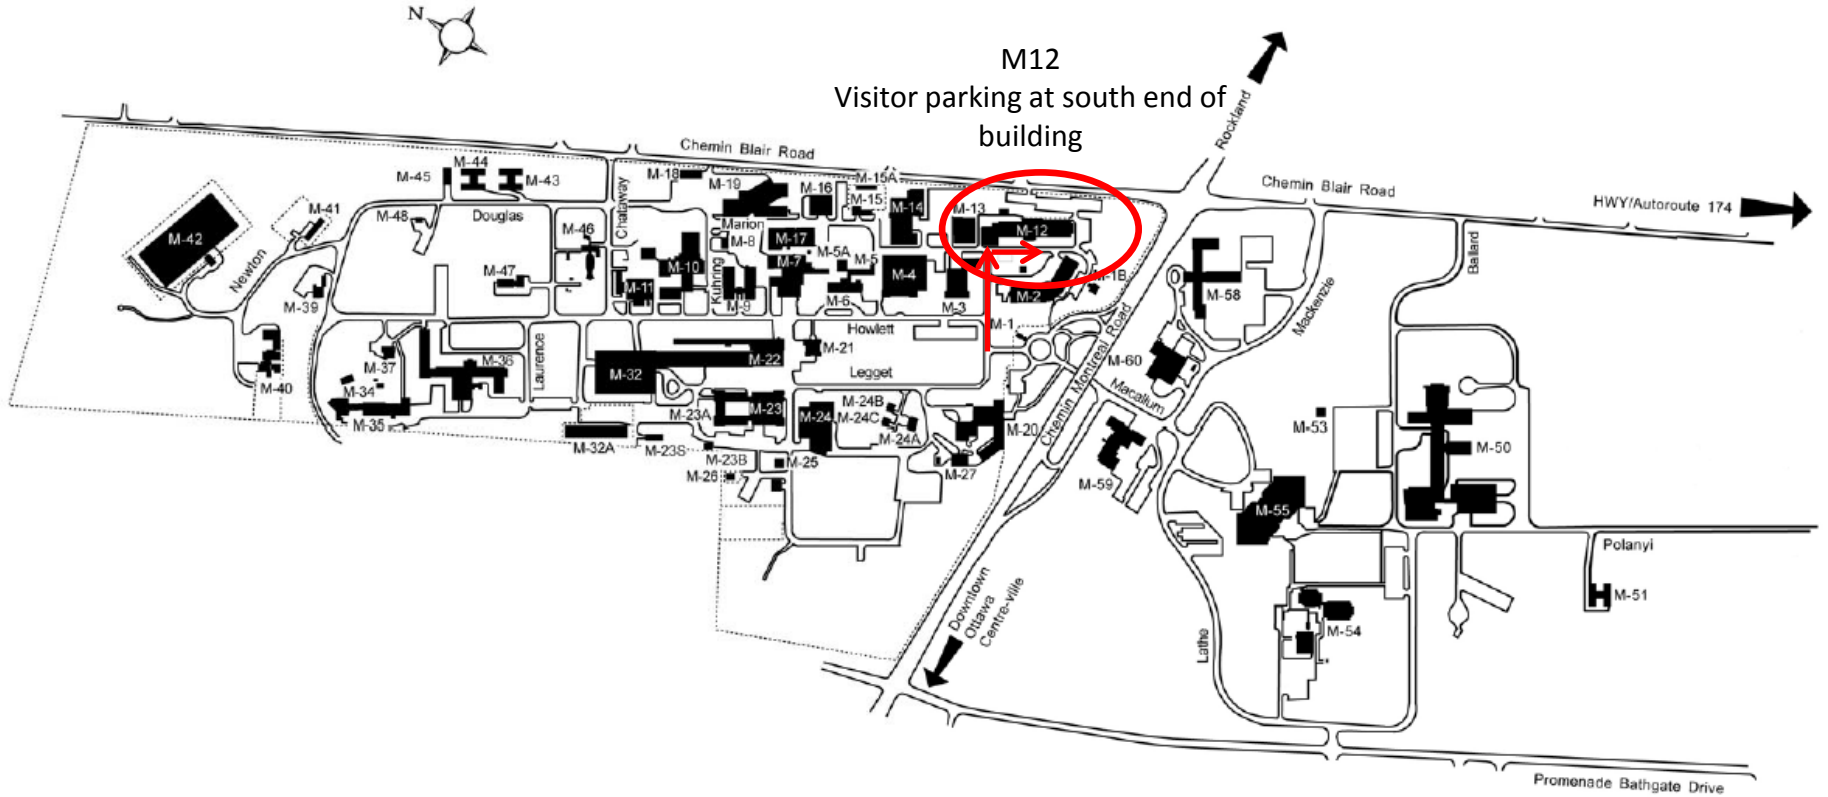 N
M12
Visitor parking at south end of
building
Rockland
Chemin Blair Road
Chemin Blair Road
HWY/Autoroute 174
M-44
M-45
M-43
M-18
M-19
M-16
M-15A
M-15
M-14
M-13
M-12
M-41
M-48
Douglas
Chataway
M-46
Marion
M-8
M-17
M-42
Newton
M-47
M-39
M-10
M-11
Kuhring
M-9
M-7
M-5A
M-5
M-6
M-4
M-3
M-2
M-1B
M-1
M-58
Mackenzie
Ballard
Howlett
M-21
M-22
M-32
Legget
Laurence
M-36
M-37
M-34
M-35
M-40
M-60
Macallum
Chemin Montreal Road
M-23A
M-23
M-24
M-24B
M-24C
M-24A
M-20
M-27
M-32A
M-23S
M-23B
M-25
M-26
M-59
M-53
M-50
M-55
Polanyi
M-51
M-54
Lathe
Downtown
Ottawa
Centre-ville
Promenade Bathgate Drive